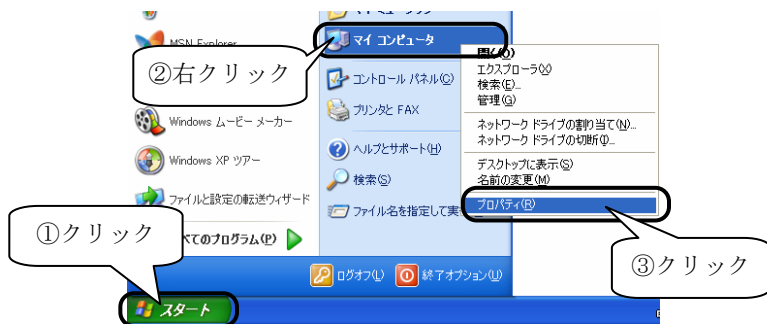 マイ ミュージック
MSN Explorer
マイ コンピュータ
②右クリック
コントロール パネル(C)
プリンタと FAX
Windows ムービー メーカー
ヘルプとサポート(H)
Windows XP ツアー
検索(S)
ファイルと設定の転送ウィザード
ファイル名を指定して実
開く(O)
エクスプローラ(X)
検索(E)...
管理(G)
ネットワーク ドライブの割り当て(N)...
ネットワーク ドライブの切断(I)...
デスクトップに表示(S)
名前の変更(M)
プロパティ(R)
①クリック
べてのプログラム(P)
③クリック
ログオフ(L)
終了オプション(U)
スタート